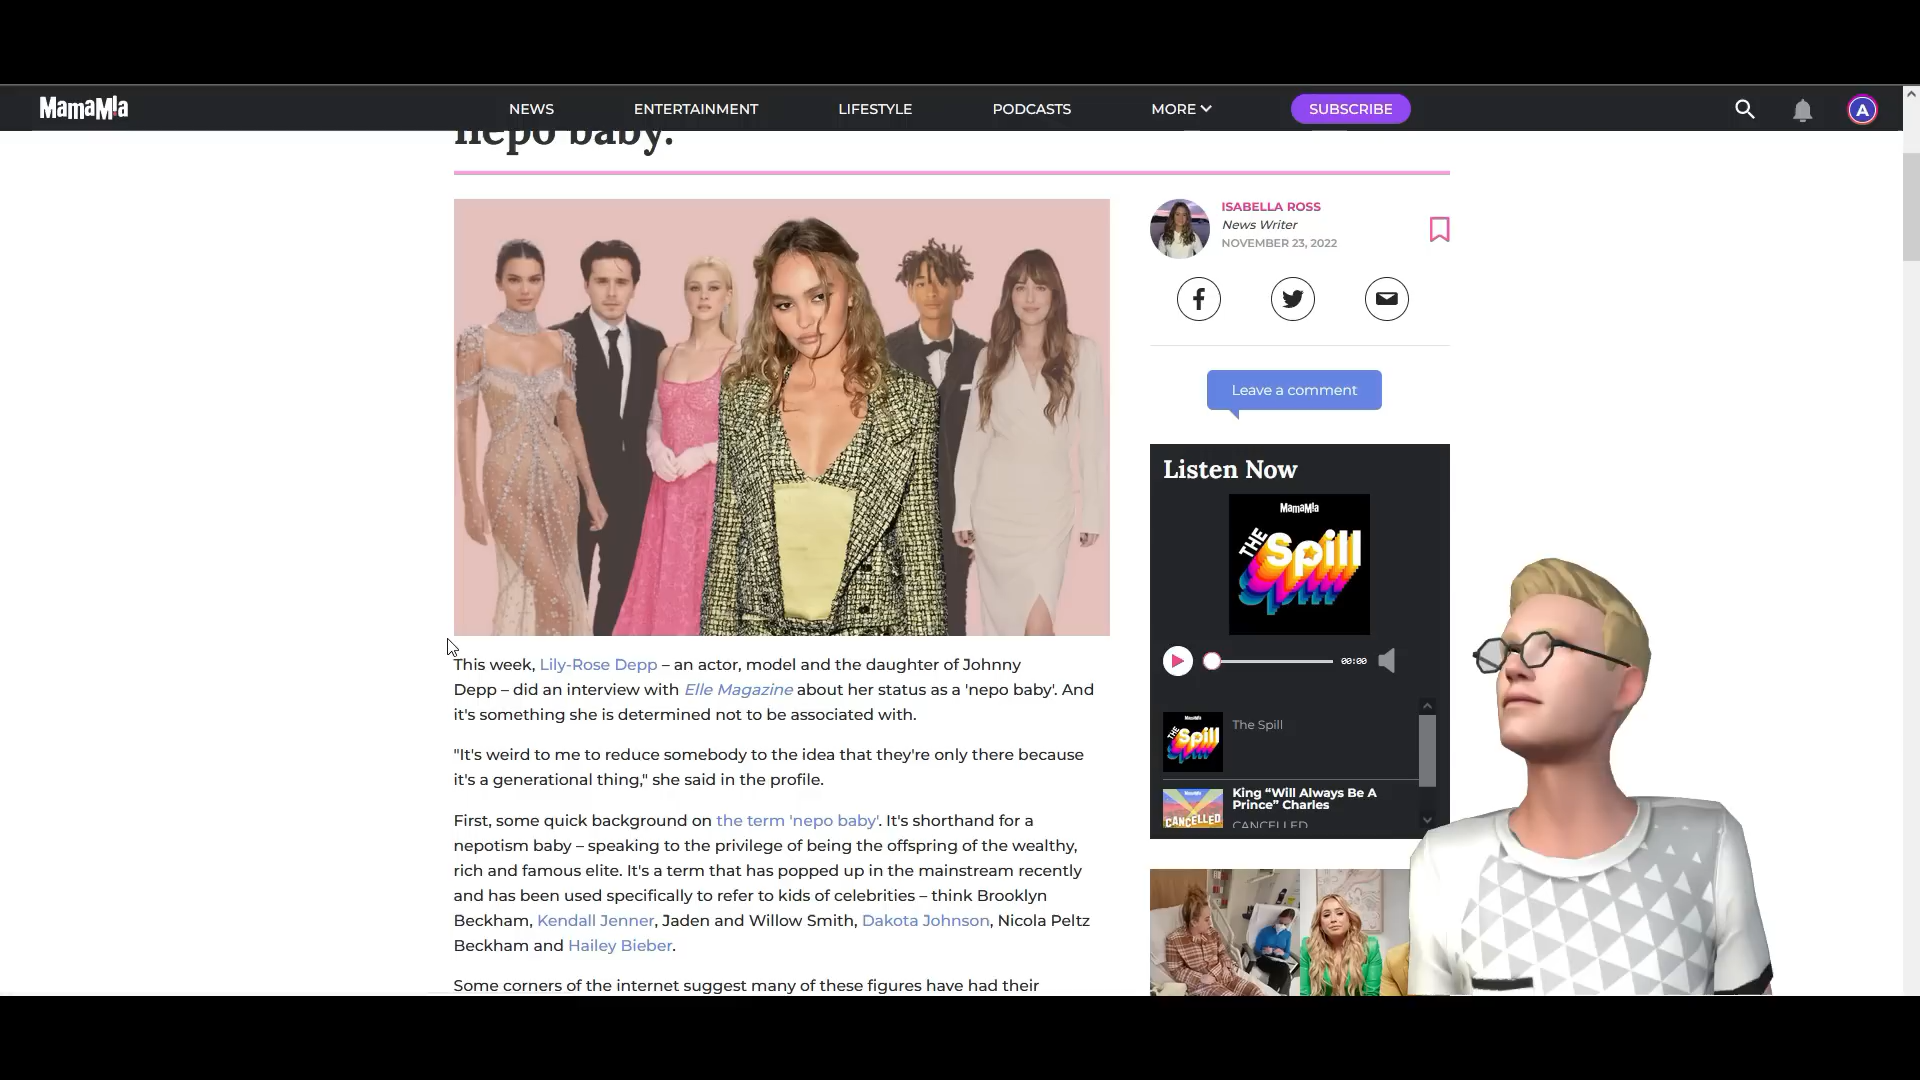 MamaMia
NEWS
ENTERTAINMENT
LIFESTYLE
PODCASTS
MORE
SUBSCRIBE
A
nepo baby.
ISABELLA ROSS
News Writer
NOVEMBER 23, 2022
Leave a comment
Listen Now
MamaMia
THE
Spill
00:00
THE
Spill
The Spill
CANCELLED
King “Will Always Be A
Prince” Charles
CANCELLED
This week, Lily-Rose Depp – an actor, model and the daughter of Johnny
Depp – did an interview with Elle Magazine about her status as a 'nepo baby'. And
it's something she is determined not to be associated with.
"It's weird to me to reduce somebody to the idea that they're only there because
it's a generational thing," she said in the profile.
First, some quick background on the term 'nepo baby'. It's shorthand for a
nepotism baby – speaking to the privilege of being the offspring of the wealthy,
rich and famous elite. It's a term that has popped up in the mainstream recently
and has been used specifically to refer to kids of celebrities – think Brooklyn
Beckham, Kendall Jenner, Jaden and Willow Smith, Dakota Johnson, Nicola Peltz
Beckham and Hailey Bieber.
Some corners of the internet suggest many of these figures have had their